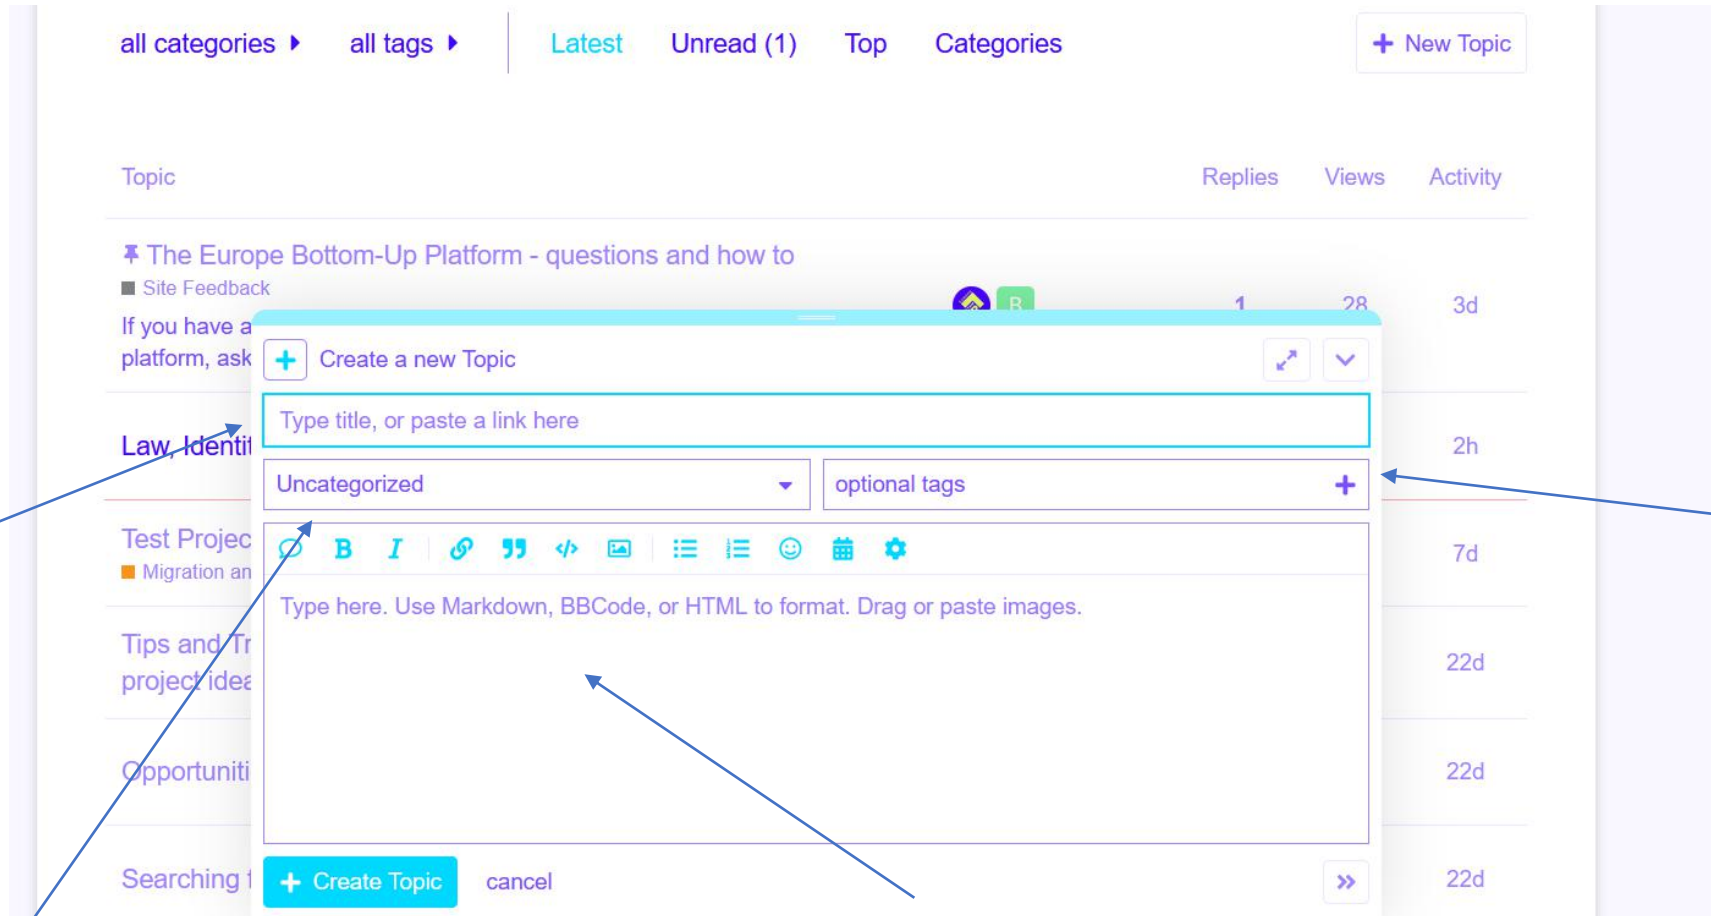 all categories all tags Latest Unread (1) Top Categories + New Topic
Topic Replies Views Activity
The Europe Bottom-Up Platform - questions and how to
Site Feedback
B 1 28 3d
If you have a
platform, ask
+ Create a new Topic
Type title, or paste a link here
Law, Identit 2h
Uncategorized optional tags +
Test Projec 7d
B I
Migration an
Type here. Use Markdown, BBCode, or HTML to format. Drag or paste images.
Tips and Tr
project idea 22d
Opportuniti 22d
Searching 22d
+ Create Topic cancel